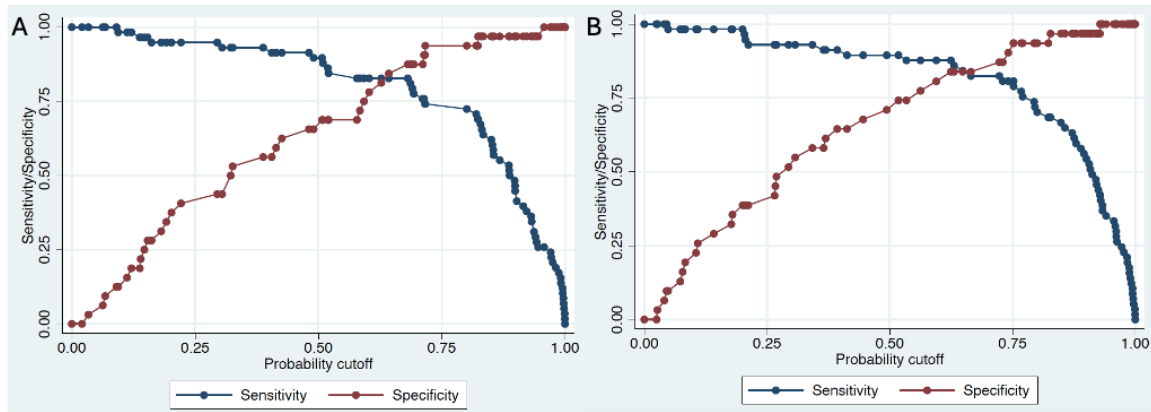 A
Sensitivity/Specificity
1.00
0.75
0.50
0.25
0.00
0.00 0.25 0.50 0.75 1.00
Probability cutoff
Sensitivity Specificity
B
Sensitivity/Specificity
1.00
0.75
0.50
0.25
0.00
0.00 0.25 0.50 0.75 1.00
Probability cutoff
Sensitivity Specificity